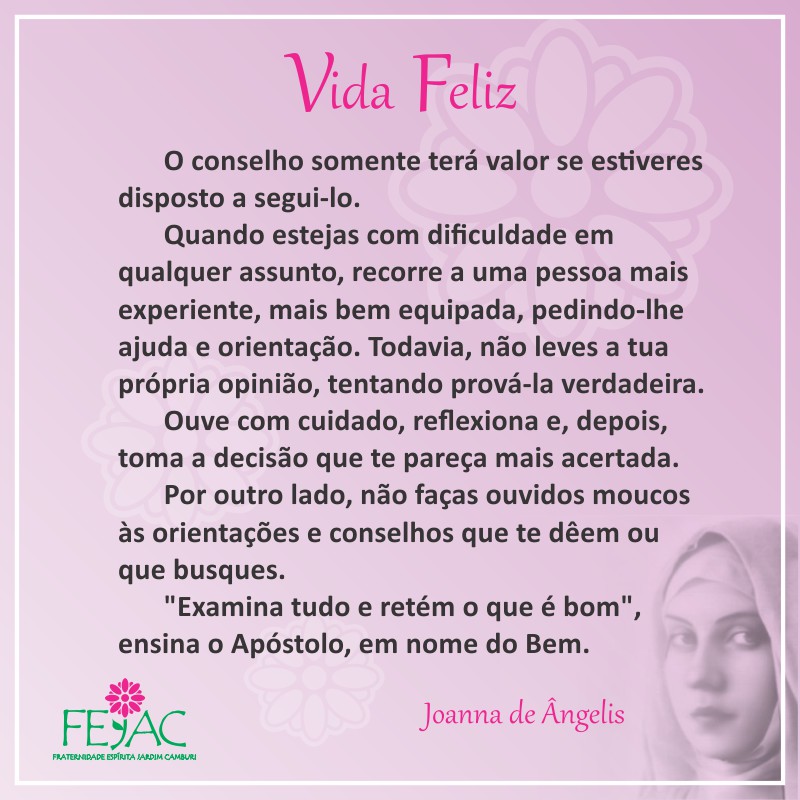 Vida Feliz
O conselho somente terá valor se estiveres
disposto a segui-lo.
Quando estejas com dificuldade em
qualquer assunto, recorre a uma pessoa mais
experiente, mais bem equipada, pedindo-lhe
ajuda e orientação. Todavia, não leves a tua
própria opinião, tentando prová-la verdadeira.
Ouve com cuidado, reflexiona e, depois,
toma a decisão que te pareça mais acertada.
Por outro lado, não faças ouvidos moucos
às orientações e conselhos que te dêem ou
que busques.
"Examina tudo e retém o que é bom",
ensina o Apóstolo, em nome do Bem.
Joanna de Ângelis
FEJAC
FRATERNIDADE ESPÍRITA JARDIM CAMBURI